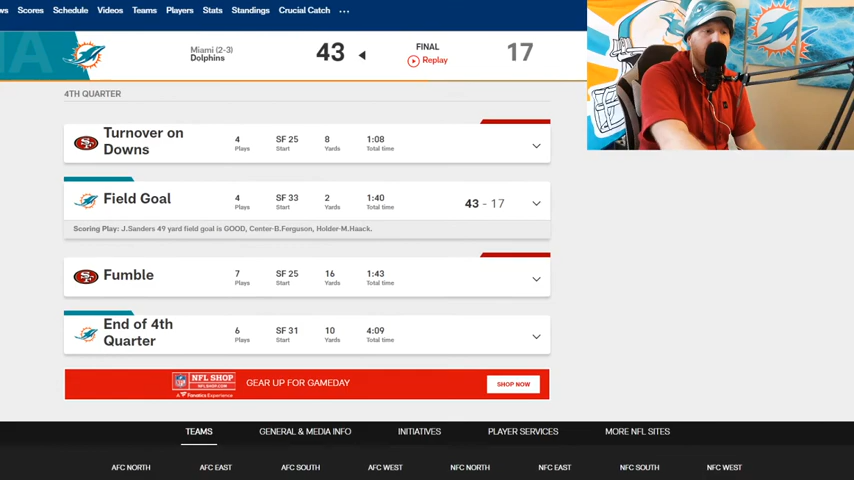 ws Scores Schedule Videos Teams Players Stats Standings Crucial Catch ...
Miami (2-3)
Dolphins
43
FINAL
Replay
17
4TH QUARTER
Turnover on Downs
4 Plays
SF 25 Start
8 Yards
1:08 Total time
Field Goal
4 Plays
SF 33 Start
2 Yards
1:40 Total time
43 - 17
Scoring Play: J.Sanders 49 yard field goal is GOOD, Center-B.Ferguson, Holder-M.Haack.
Fumble
7 Plays
SF 25 Start
16 Yards
1:43 Total time
End of 4th Quarter
6 Plays
SF 31 Start
10 Yards
4:09 Total time
NFL SHOP
NFLSHOP.COM
A Fanatics Experience
GEAR UP FOR GAMEDAY
SHOP NOW
TEAMS GENERAL & MEDIA INFO INITIATIVES PLAYER SERVICES MORE NFL SITES
AFC NORTH AFC EAST AFC SOUTH AFC WEST NFC NORTH NFC EAST NFC SOUTH NFC WEST